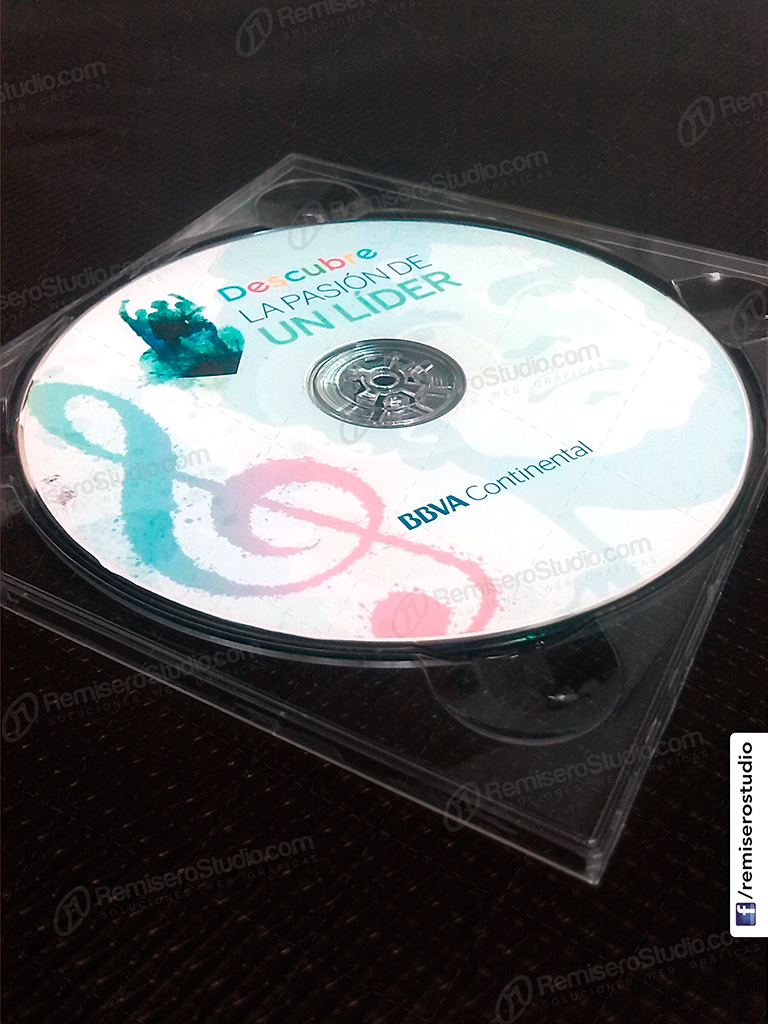 Descubre
LA PASIÓN DE
UN LÍDER
BBVA Continental
/remiserostudio
RemiseroStudio.com
SOLUCIONES WEB GRÁFICAS